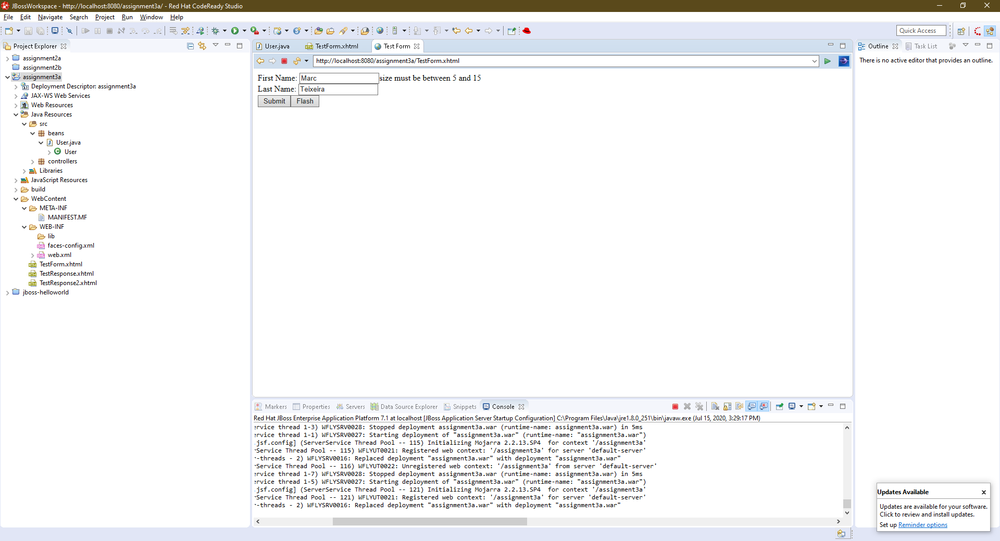 JBossWorkspace - http://localhost:8080/assignment3a/ - Red Hat CodeReady Studio
File Edit Navigate Search Project Run Window Help
Quick Access
Project Explorer
assignment2a
assignment2b
assignment3a
Deployment Descriptor: assignment3a
JAX-WS Web Services
Web Resources
Java Resources
src
beans
User.java
User
controllers
Libraries
JavaScript Resources
build
WebContent
META-INF
MANIFEST.MF
WEB-INF
lib
faces-config.xml
web.xml
TestForm.xhtml
TestResponse.xhtml
TestResponse2.xhtml
jboss-helloworld
User.java TestForm.xhtml Test Form
http://localhost:8080/assignment3a/TestForm.xhtml
First Name: Marc size must be between 5 and 15
Last Name: Teixeira
Submit Flash
Outline Task List
There is no active editor that provides an outline.
Markers Properties Servers Data Source Explorer Snippets Console
Red Hat JBoss Enterprise Application Platform 7.1 at localhost [JBoss Application Server Startup Configuration] C:\Program Files\Java\jre1.8.0_251\bin\javaw.exe (Jul 15, 2020, 3:29:17 PM)
ervice thread 1-3) WFLYSRV0028: Stopped deployment assignment3a.war (runtime-name: assignment3a.war) in 5ms
ervice thread 1-1) WFLYSRV0027: Starting deployment of "assignment3a.war" (runtime-name: "assignment3a.war")
.jsf.config] (ServerService Thread Pool -- 115) Initializing Mojarra 2.2.13.SP4  for context '/assignment3a'
Service Thread Pool -- 115) WFLYUT0021: Registered web context: '/assignment3a' for server 'default-server'
-threads - 2) WFLYSRV0016: Replaced deployment "assignment3a.war" with deployment "assignment3a.war"
Service Thread Pool -- 116) WFLYUT0022: Unregistered web context: '/assignment3a' from server 'default-server'
ervice thread 1-7) WFLYSRV0028: Stopped deployment assignment3a.war (runtime-name: assignment3a.war) in 5ms
ervice thread 1-5) WFLYSRV0027: Starting deployment of "assignment3a.war" (runtime-name: "assignment3a.war")
.jsf.config] (ServerService Thread Pool -- 121) Initializing Mojarra 2.2.13.SP4  for context '/assignment3a'
Service Thread Pool -- 121) WFLYUT0021: Registered web context: '/assignment3a' for server 'default-server'
-threads - 2) WFLYSRV0016: Replaced deployment "assignment3a.war" with deployment "assignment3a.war"
Updates Available
Updates are available for your software.
Click to review and install updates.
Set up Reminder options